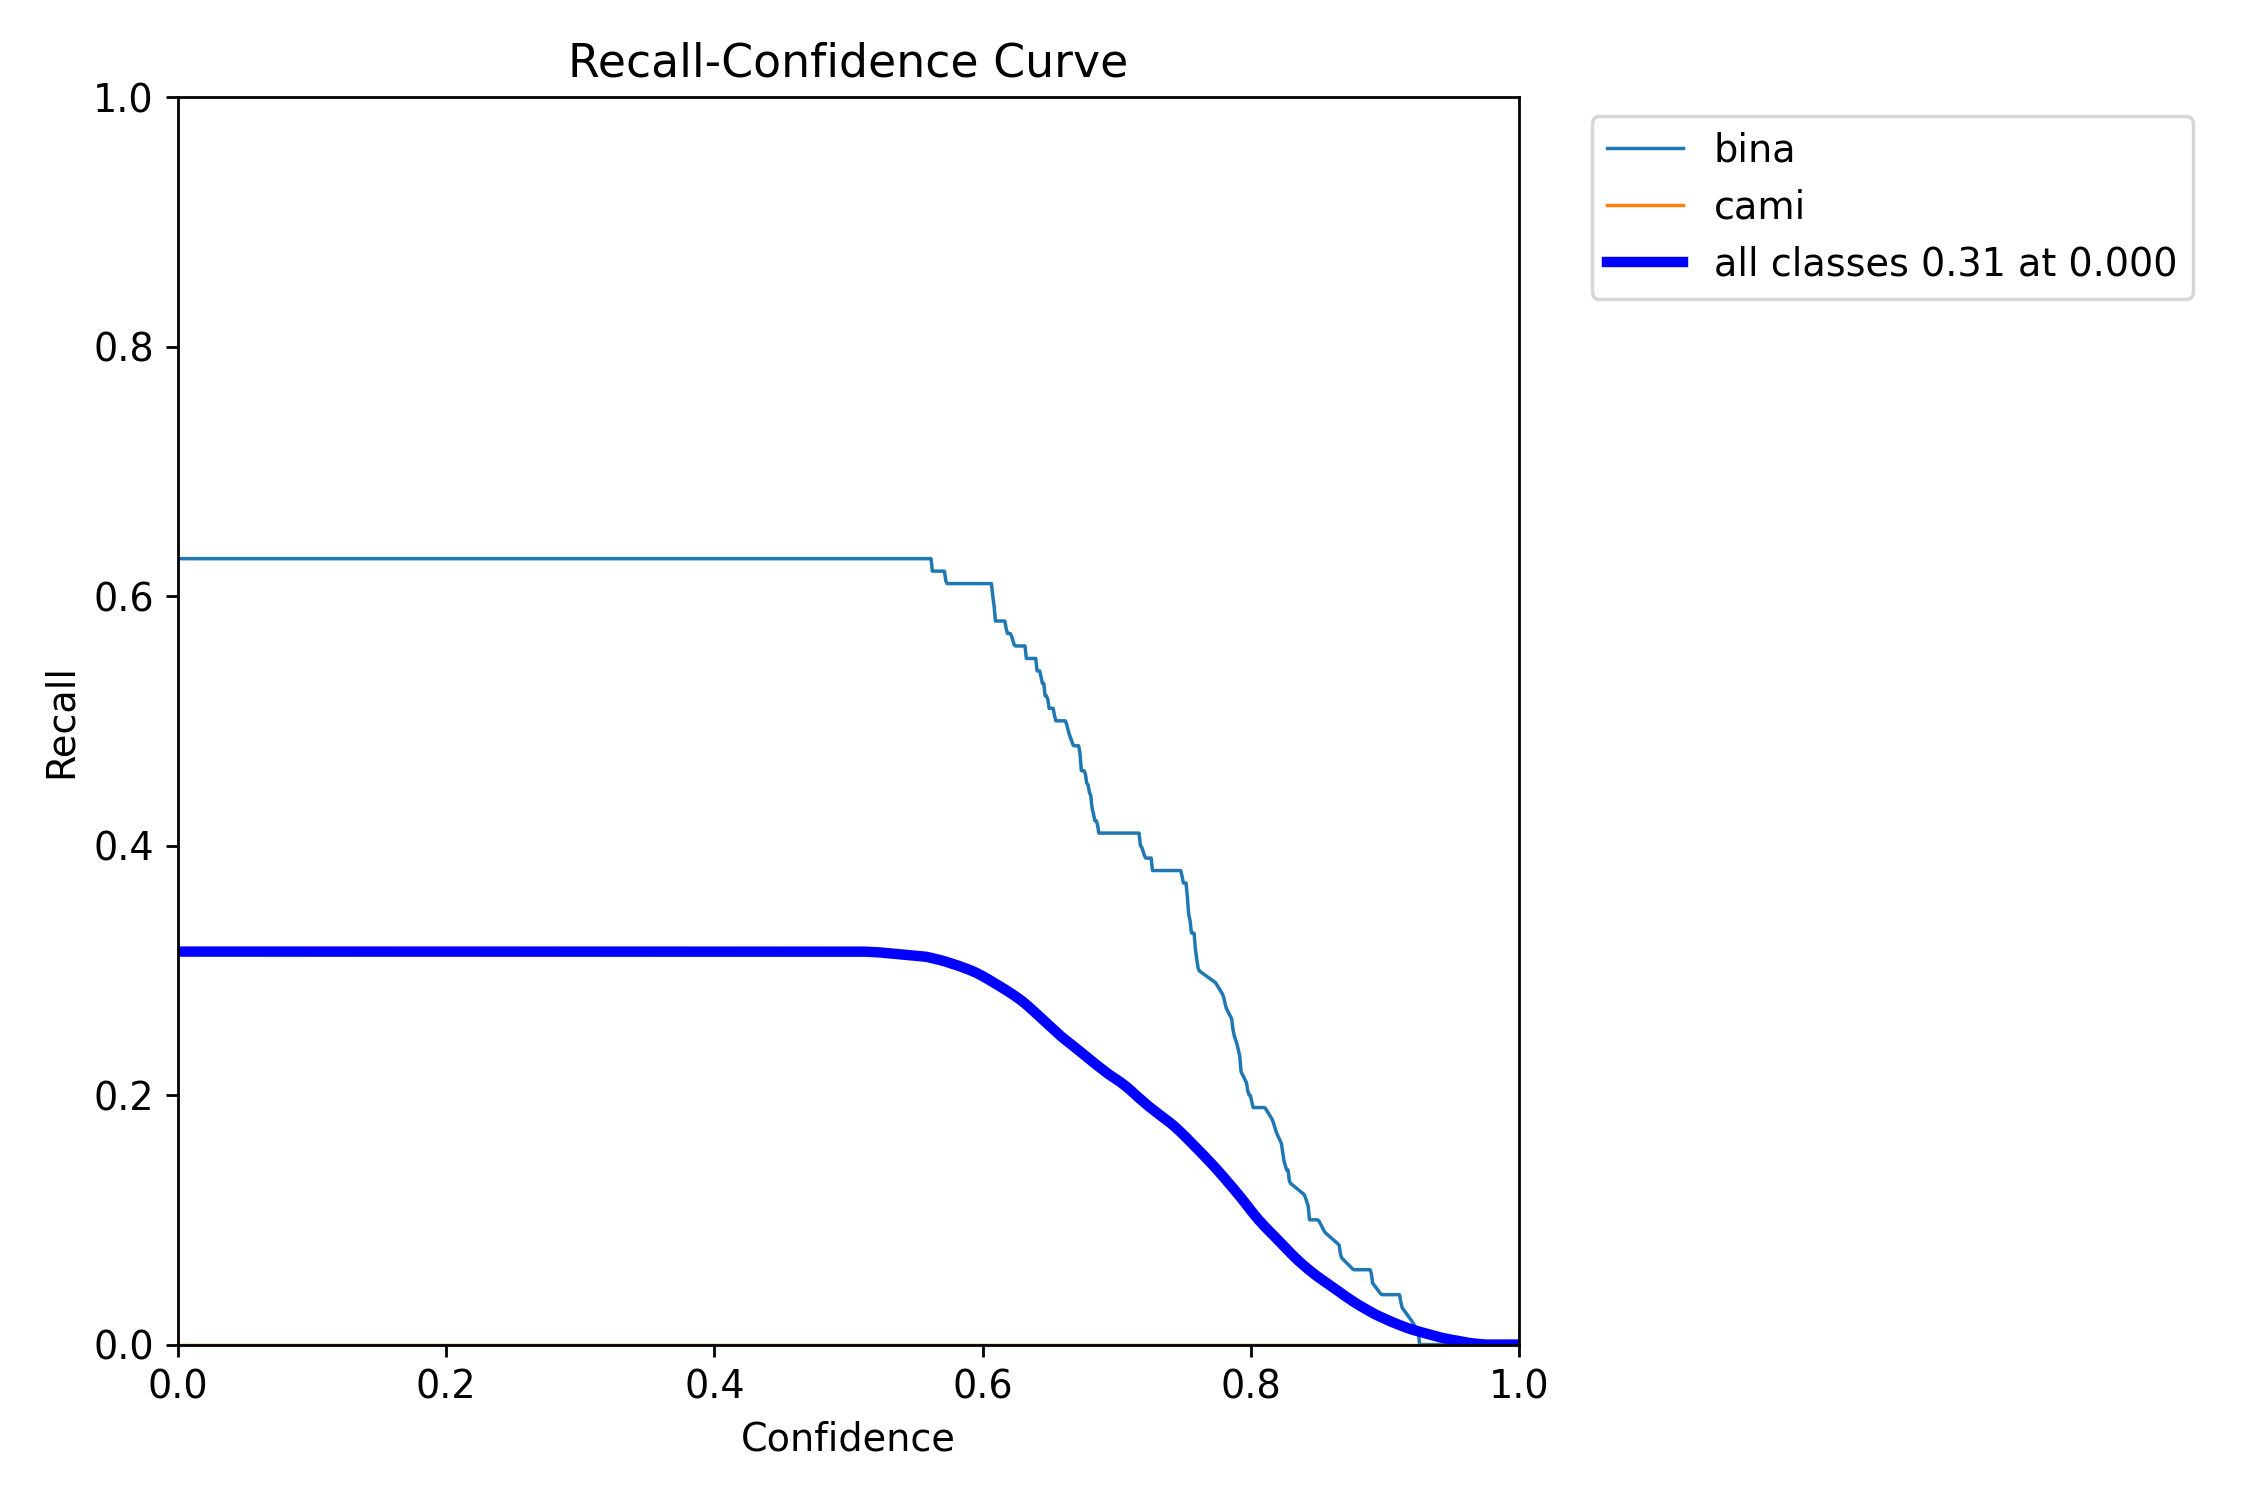 Recall-Confidence Curve
1.0
0.8
0.6
0.4
0.2
0.0
Recall
0.0 0.2 0.4 0.6 0.8 1.0
Confidence
bina
cami
all classes 0.31 at 0.000